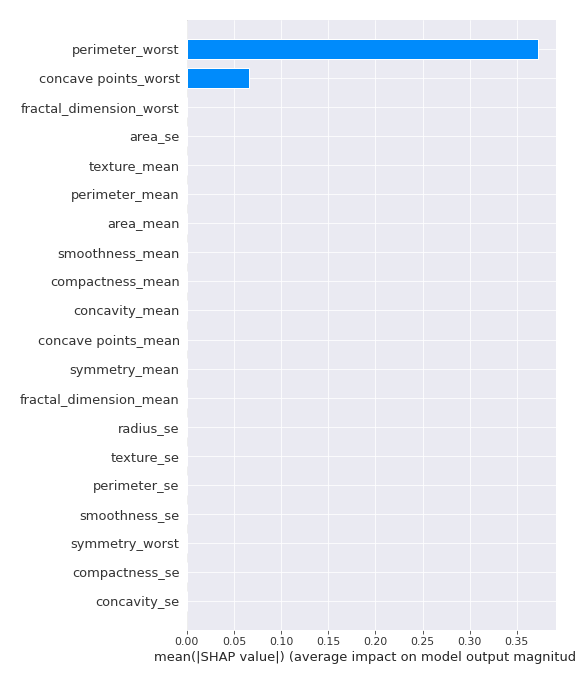 perimeter_worst
concave points_worst
fractal_dimension_worst
area_se
texture_mean
perimeter_mean
area_mean
smoothness_mean
compactness_mean
concavity_mean
concave points_mean
symmetry_mean
fractal_dimension_mean
radius_se
texture_se
perimeter_se
smoothness_se
symmetry_worst
compactness_se
concavity_se
0.00 0.05 0.10 0.15 0.20 0.25 0.30 0.35
mean(|SHAP value|) (average impact on model output magnitud